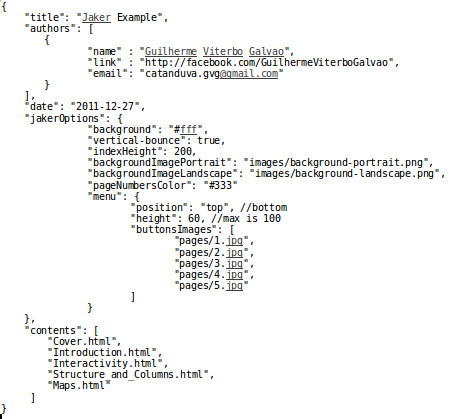 {
"title": "Jaker Example",
"authors": [
{
"name" : "Guilherme Viterbo Galvao",
"link" : "http://facebook.com/GuilhermeViterboGalvao",
"email": "catanduva.gvg@gmail.com"
}
],
"date": "2011-12-27",
"jakerOptions": {
"background": "#fff",
"vertical-bounce": true,
"indexHeight": 200,
"backgroundImagePortrait": "images/background-portrait.png",
"backgroundImageLandscape": "images/background-landscape.png",
"pageNumbersColor": "#333"
"menu": {
"position": "top", //bottom
"height": 60, //max is 100
"buttonsImages": [
"pages/1.jpg",
"pages/2.jpg",
"pages/3.jpg",
"pages/4.jpg",
"pages/5.jpg"
]
}
},
"contents": [
"Cover.html",
"Introduction.html",
"Interactivity.html",
"Structure_and_Columns.html",
"Maps.html"
]
}